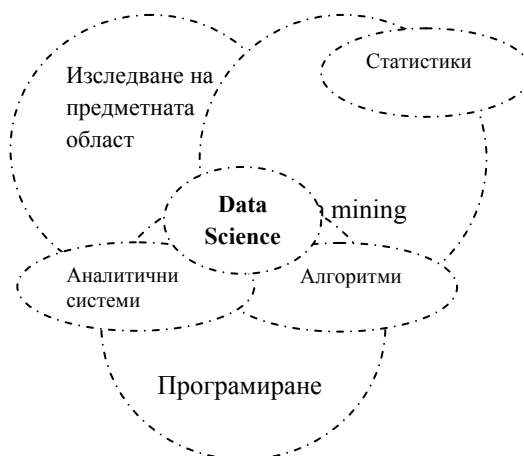 Изследване на
предметната
област
Статистики
Data
Science
mining
Аналитични
системи
Алгоритми
Програмиране